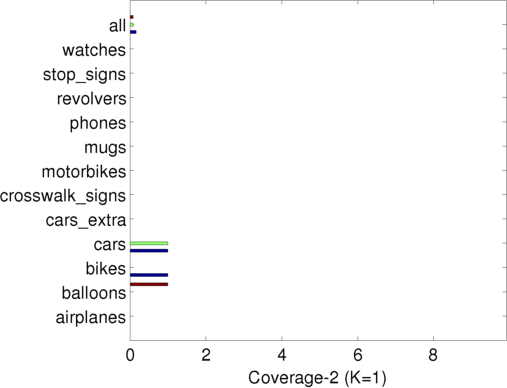 all
watches
stop_signs
revolvers
phones
mugs
motorbikes
crosswalk_signs
cars_extra
cars
bikes
balloons
airplanes
0 2 4 6 8
Coverage-2 (K=1)